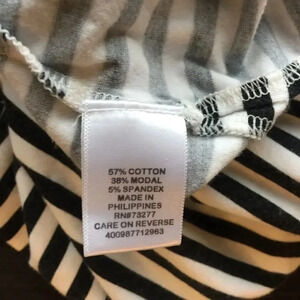 57% COTTON
38% MODAL
5% SPANDEX
MADE IN
PHILIPPINES
RN#73277
CARE ON REVERSE
400987712963